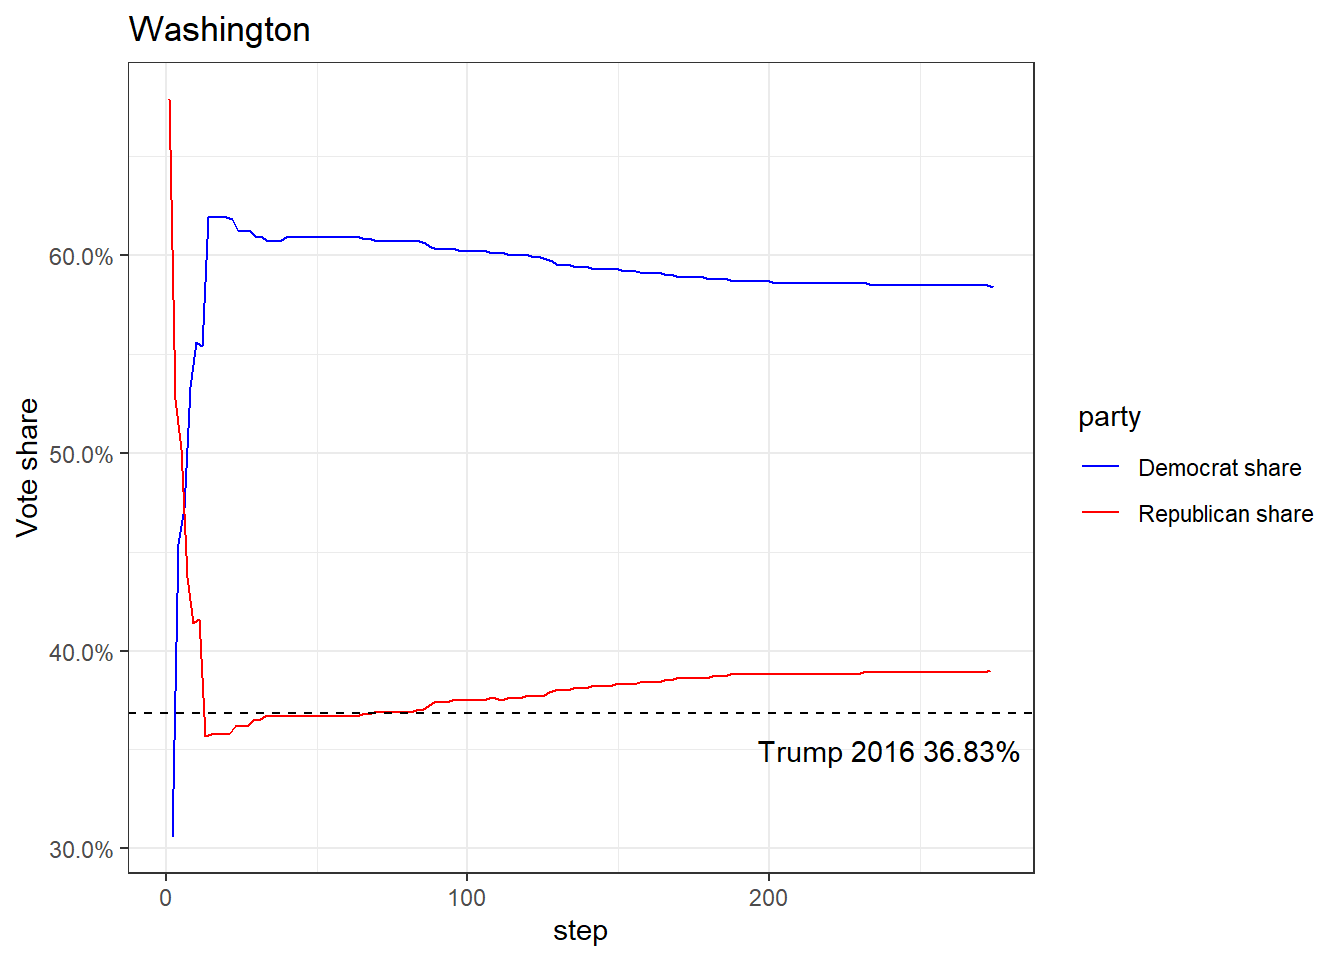 Washington
Vote share
60.0%
50.0%
40.0%
30.0%
Trump 2016 36.83%
0
100
200
step
party
Democrat share
Republican share